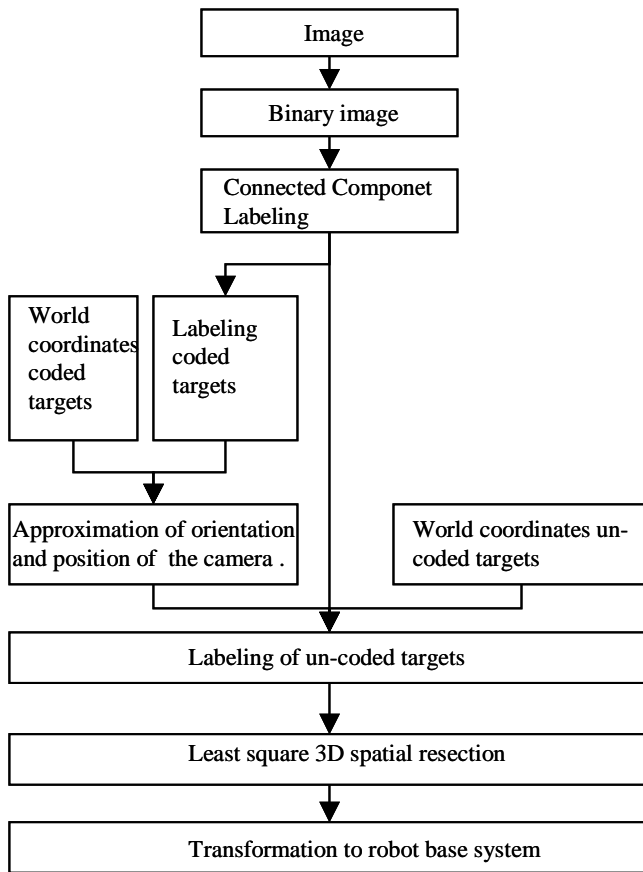 Image
Binary image
Connected Componet
Labeling
World
coordinates
coded
targets
Labeling
coded
targets
Approximation of orientation
and position of the camera .
World coordinates un-
coded targets
Labeling of un-coded targets
Least square 3D spatial resection
Transformation to robot base system